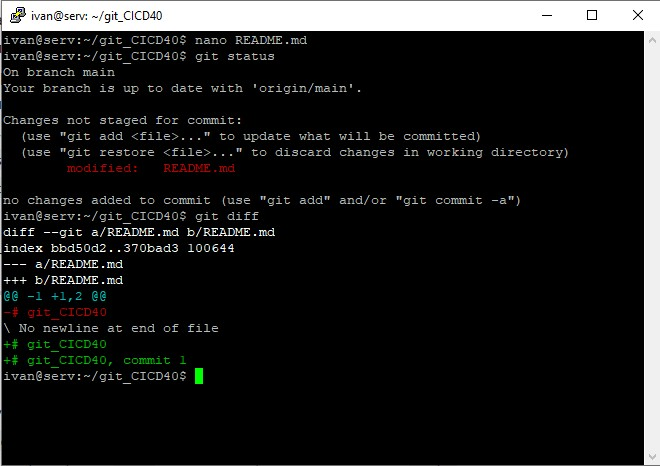 ivan@serv: ~/git_CICD40
ivan@serv:~/git_CICD40$ nano README.md
ivan@serv:~/git_CICD40$ git status
On branch main
Your branch is up to date with 'origin/main'.
Changes not staged for commit:
  (use "git add <file>..." to update what will be committed)
  (use "git restore <file>..." to discard changes in working directory)
        modified:   README.md
no changes added to commit (use "git add" and/or "git commit -a")
ivan@serv:~/git_CICD40$ git diff
diff --git a/README.md b/README.md
index bbd50d2..370bad3 100644
--- a/README.md
+++ b/README.md
@@ -1 +1,2 @@
-# git_CICD40
\ No newline at end of file
+# git_CICD40
+# git_CICD40, commit 1
ivan@serv:~/git_CICD40$